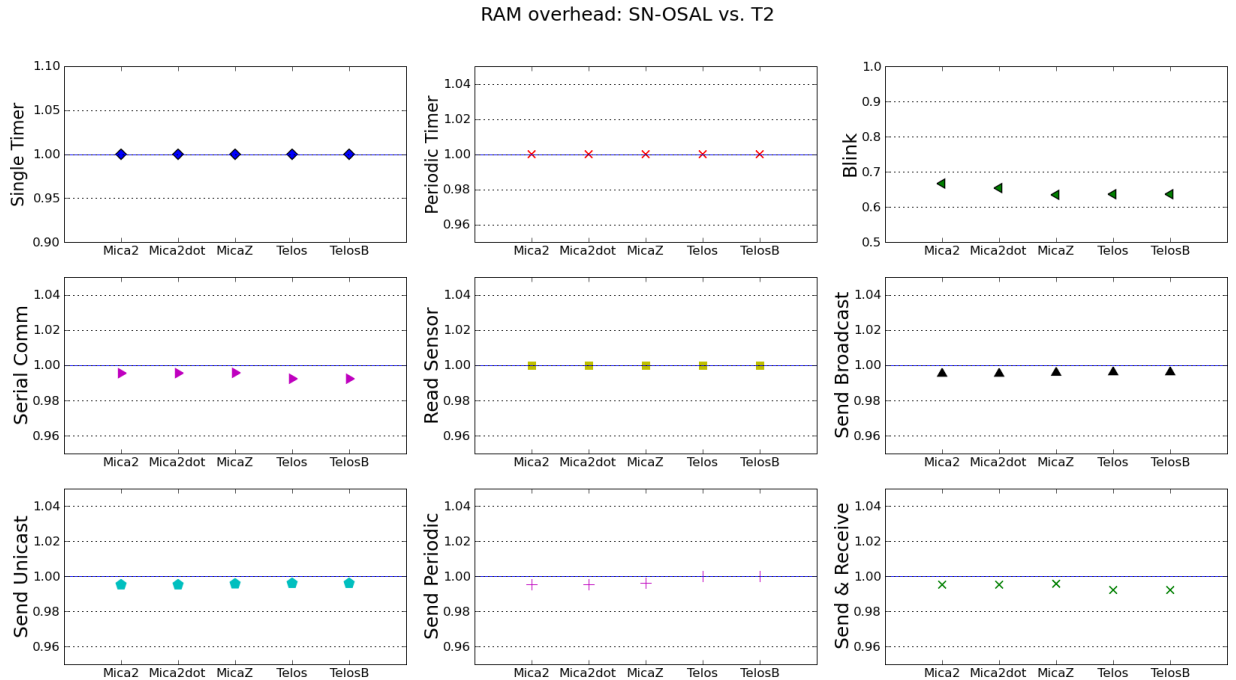 RAM overhead: SN-OSAL vs. T2
Single Timer
1.10
1.05
1.00
0.95
0.90
Mica2 Mica2dot MicaZ Telos TelosB
Periodic Timer
1.04
1.02
1.00
0.98
0.96
Mica2 Mica2dot MicaZ Telos TelosB
Blink
1.0
0.9
0.8
0.7
0.6
0.5
Mica2 Mica2dot MicaZ Telos TelosB
Serial Comm
1.04
1.02
1.00
0.98
0.96
Mica2 Mica2dot MicaZ Telos TelosB
Read Sensor
1.04
1.02
1.00
0.98
0.96
Mica2 Mica2dot MicaZ Telos TelosB
Send Broadcast
1.04
1.02
1.00
0.98
0.96
Mica2 Mica2dot MicaZ Telos TelosB
Send Unicast
1.04
1.02
1.00
0.98
0.96
Mica2 Mica2dot MicaZ Telos TelosB
Send Periodic
1.04
1.02
1.00
0.98
0.96
Mica2 Mica2dot MicaZ Telos TelosB
Send & Receive
1.04
1.02
1.00
0.98
0.96
Mica2 Mica2dot MicaZ Telos TelosB